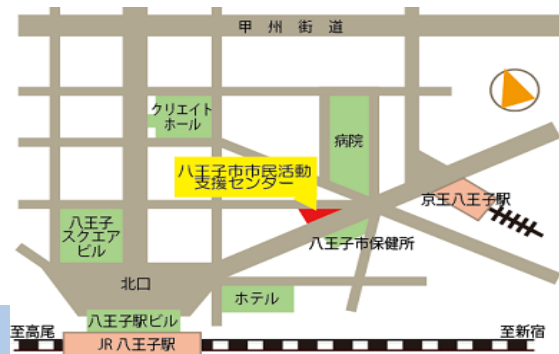 甲州街道
クリエイト
ホール
病院
八王子市市民活動
支援センター
京王八王子駅
八王子
スクエア
ビル
八王子市保健所
北口
ホテル
八王子駅ビル
至高尾
至新宿
JR八王子駅